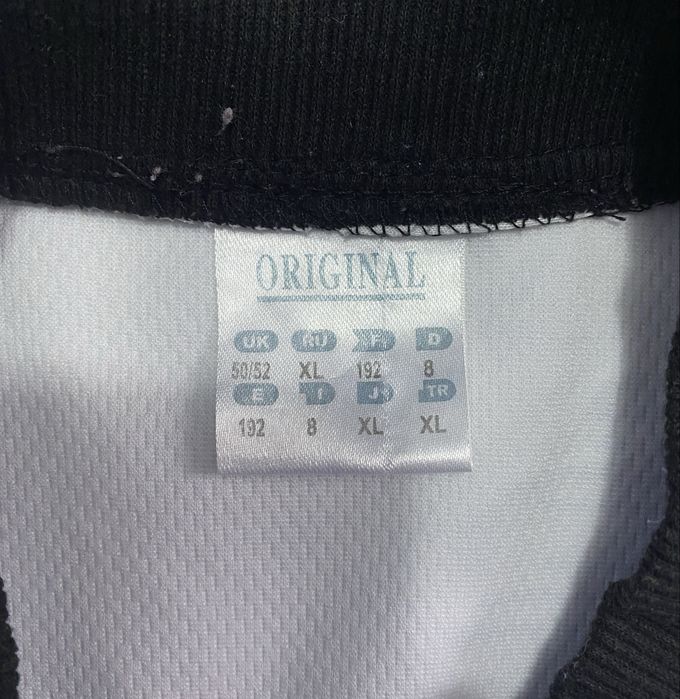 ORIGINAL
UK RU F D
50/52 XL 192 8
E I J TR
192 8 XL XL